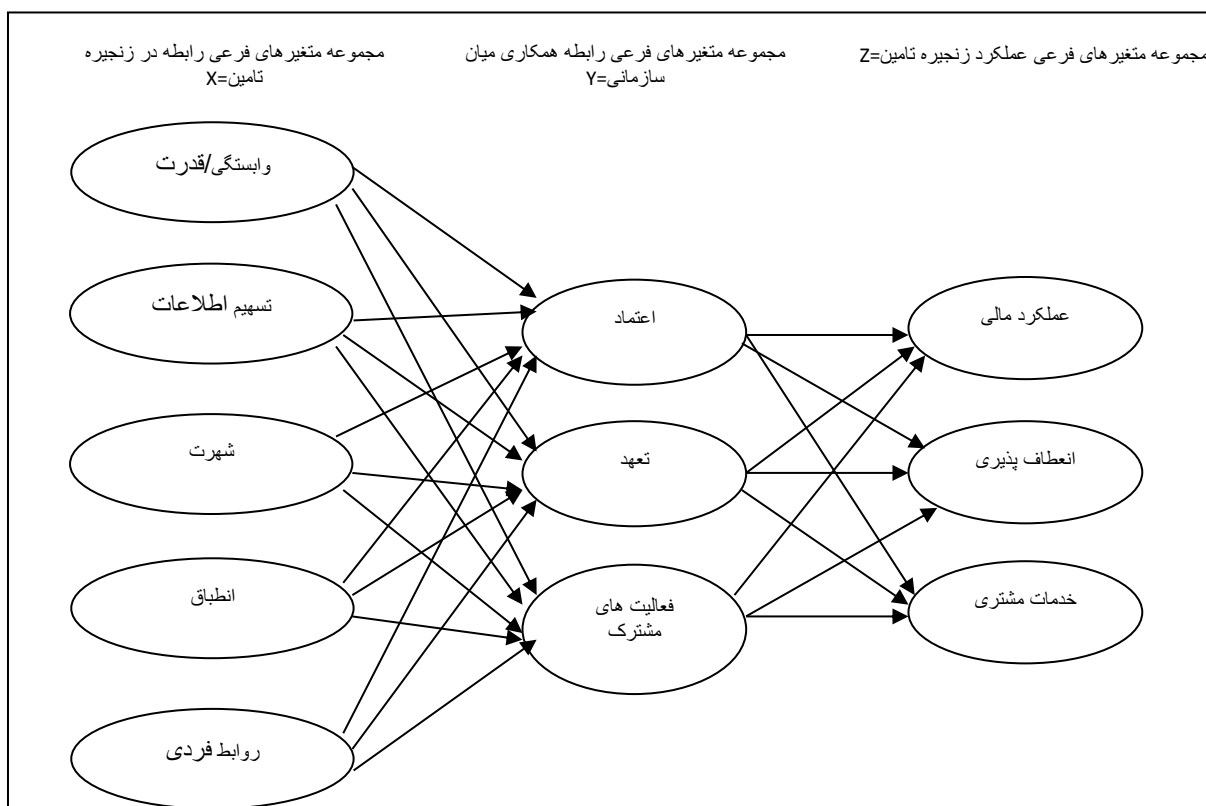 مجموعه متغیرهای فرعی رابطه در زنجیره
تامین=X
مجموعه متغیرهای فرعی رابطه همکاری میان
سازمانی=Y
مجموعه متغیرهای فرعی عملکرد زنجیره تامین=Z
وابستگی/قدرت
تسهیم اطلاعات
شهرت
انطباق
روابط فردی
اعتماد
تعهد
فعالیت های
مشترک
عملکرد مالی
انعطاف پذیری
خدمات مشتری